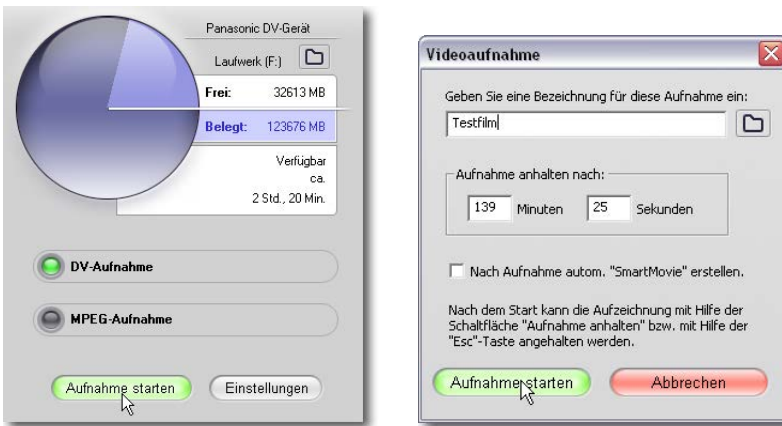 Panasonic DV-Gerät
Laufwerk (F:)
Frei: 32613 MB
Belegt: 123676 MB
Verfügbar
ca.
2 Std., 20 Min.
DV-Aufnahme
MPEG-Aufnahme
Aufnahme starten
Einstellungen
Videoaufnahme
Geben Sie eine Bezeichnung für diese Aufnahme ein:
Testfilm
Aufnahme anhalten nach:
139 Minuten 25 Sekunden
Nach Aufnahme autom. "SmartMovie" erstellen.
Nach dem Start kann die Aufzeichnung mit Hilfe der
Schaltfläche "Aufnahme anhalten" bzw. mit Hilfe der
"Esc"-Taste angehalten werden.
Aufnahme starten
Abbrechen